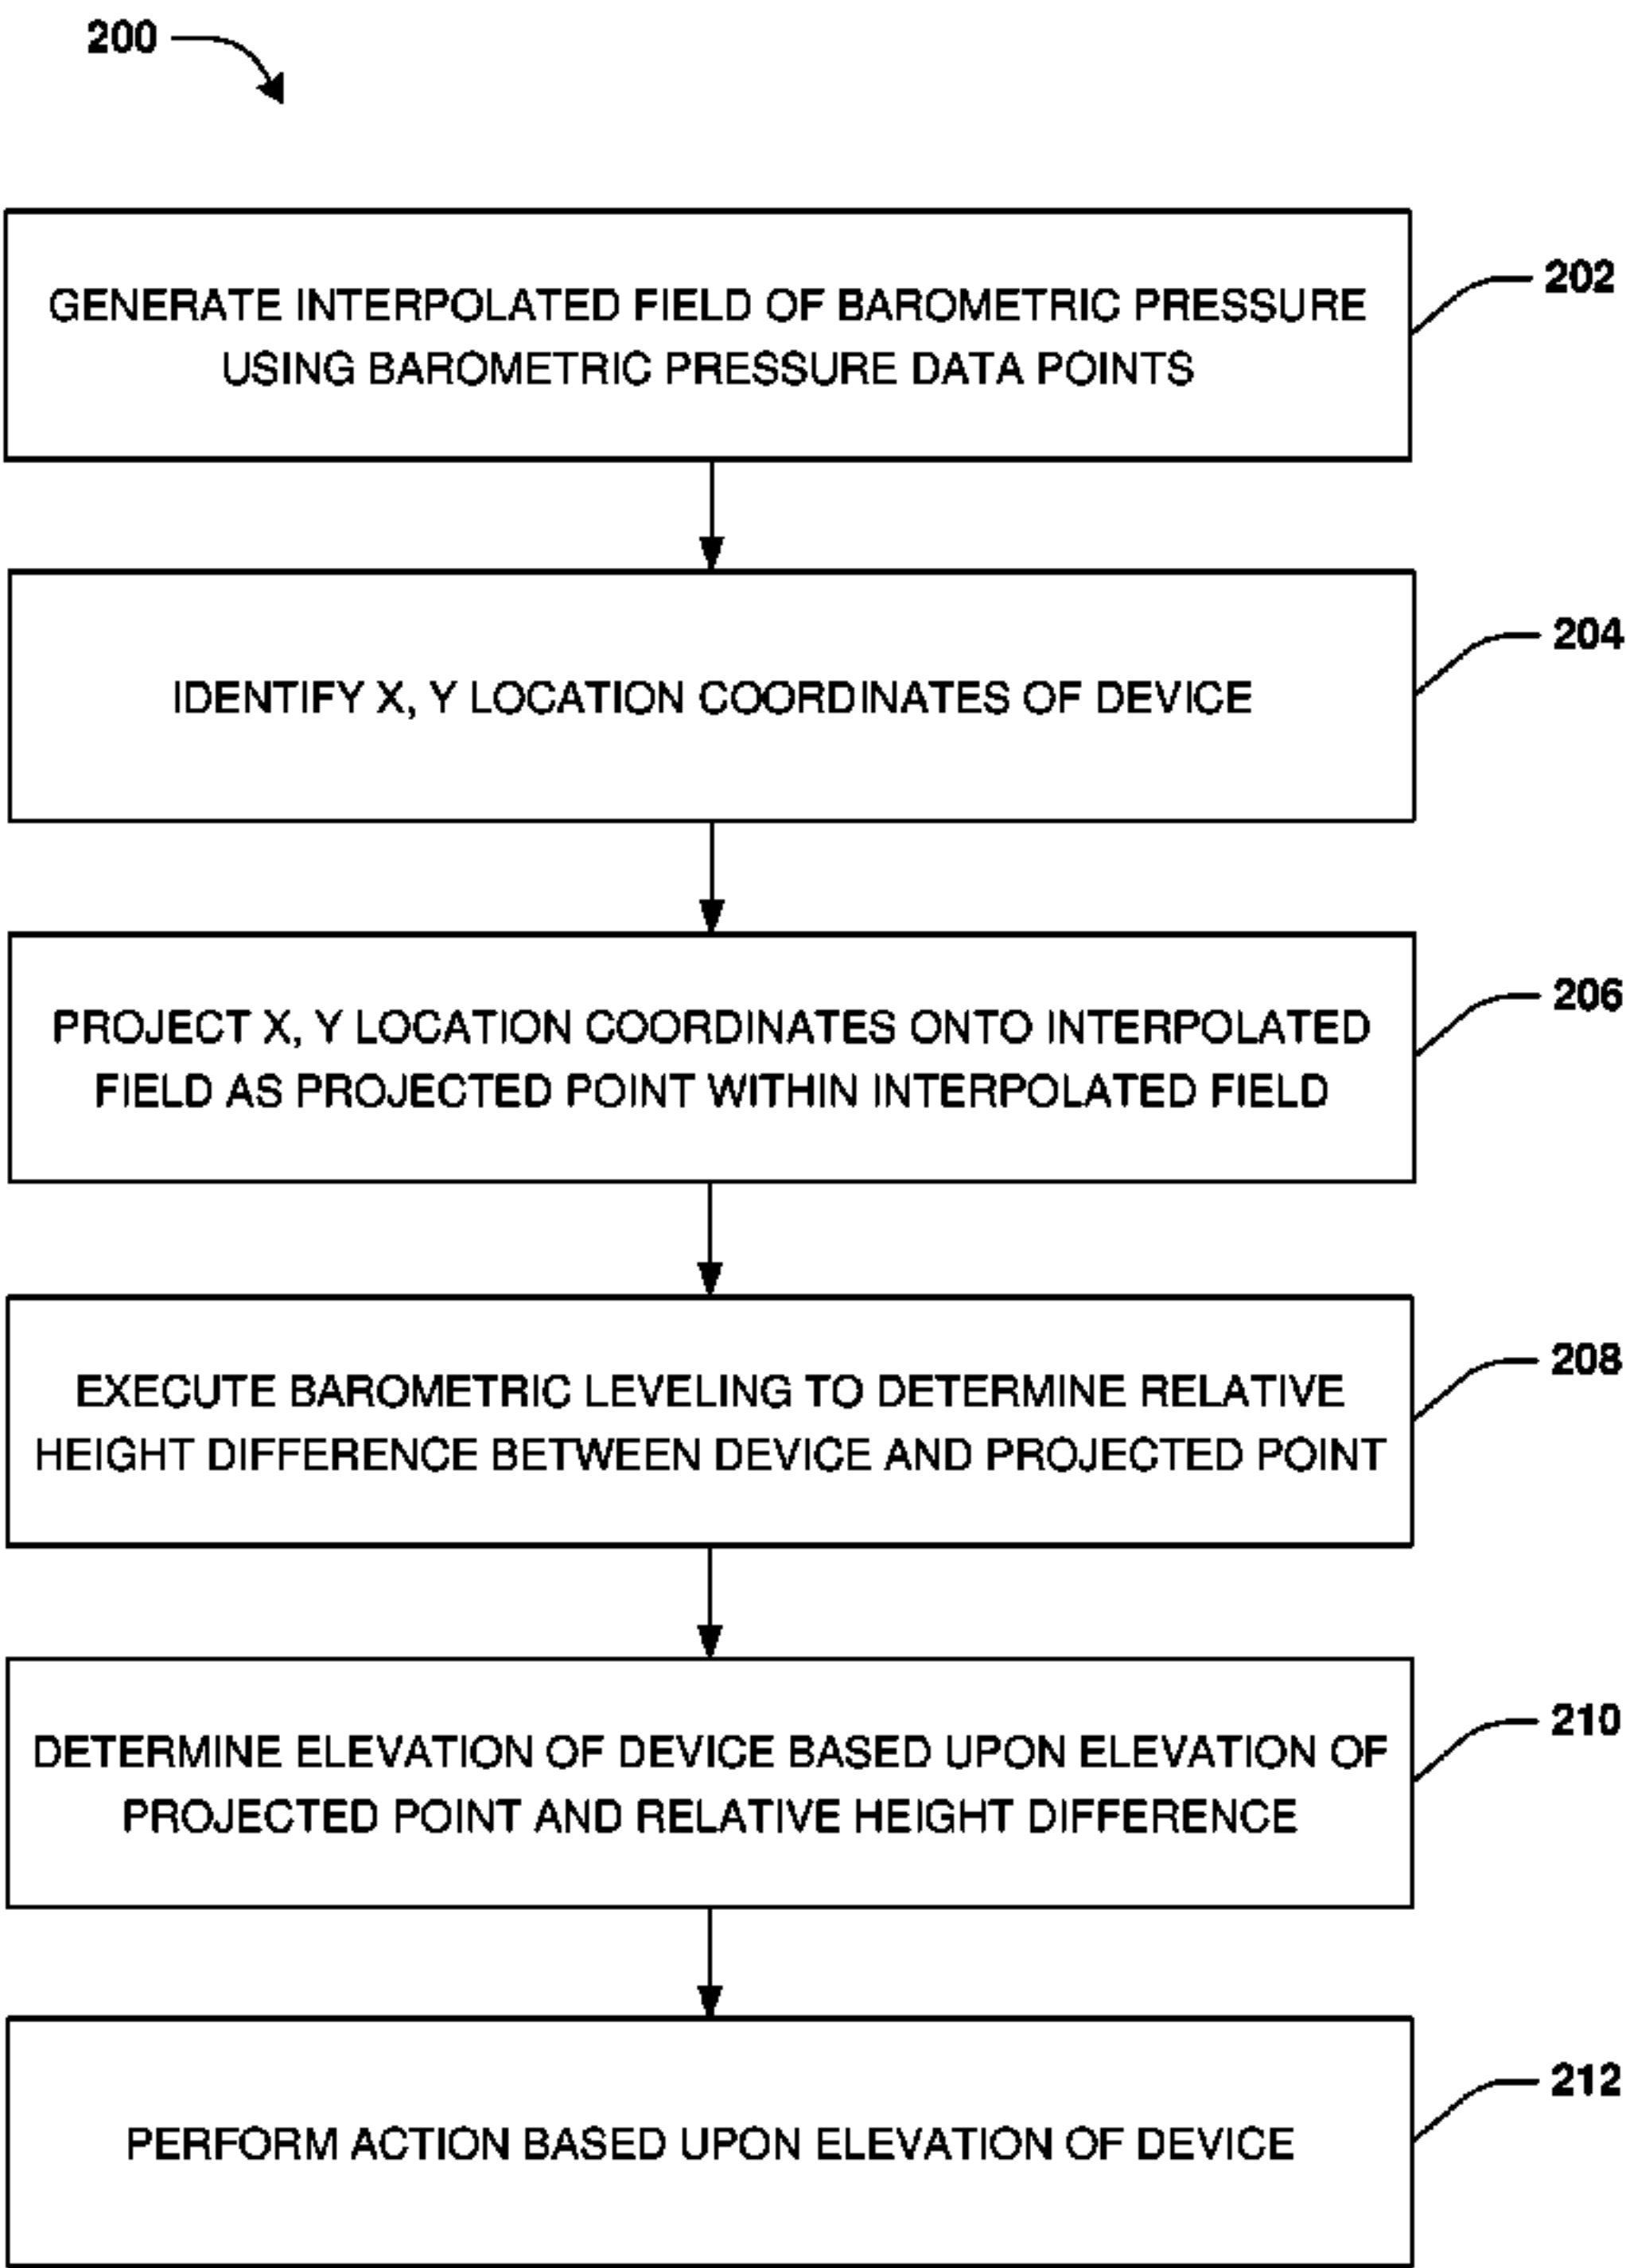 200
GENERATE INTERPOLATED FIELD OF BAROMETRIC PRESSURE
USING BAROMETRIC PRESSURE DATA POINTS
202
IDENTIFY X, Y LOCATION COORDINATES OF DEVICE
204
PROJECT X, Y LOCATION COORDINATES ONTO INTERPOLATED
FIELD AS PROJECTED POINT WITHIN INTERPOLATED FIELD
206
EXECUTE BAROMETRIC LEVELING TO DETERMINE RELATIVE
HEIGHT DIFFERENCE BETWEEN DEVICE AND PROJECTED POINT
208
DETERMINE ELEVATION OF DEVICE BASED UPON ELEVATION OF
PROJECTED POINT AND RELATIVE HEIGHT DIFFERENCE
210
PERFORM ACTION BASED UPON ELEVATION OF DEVICE
212